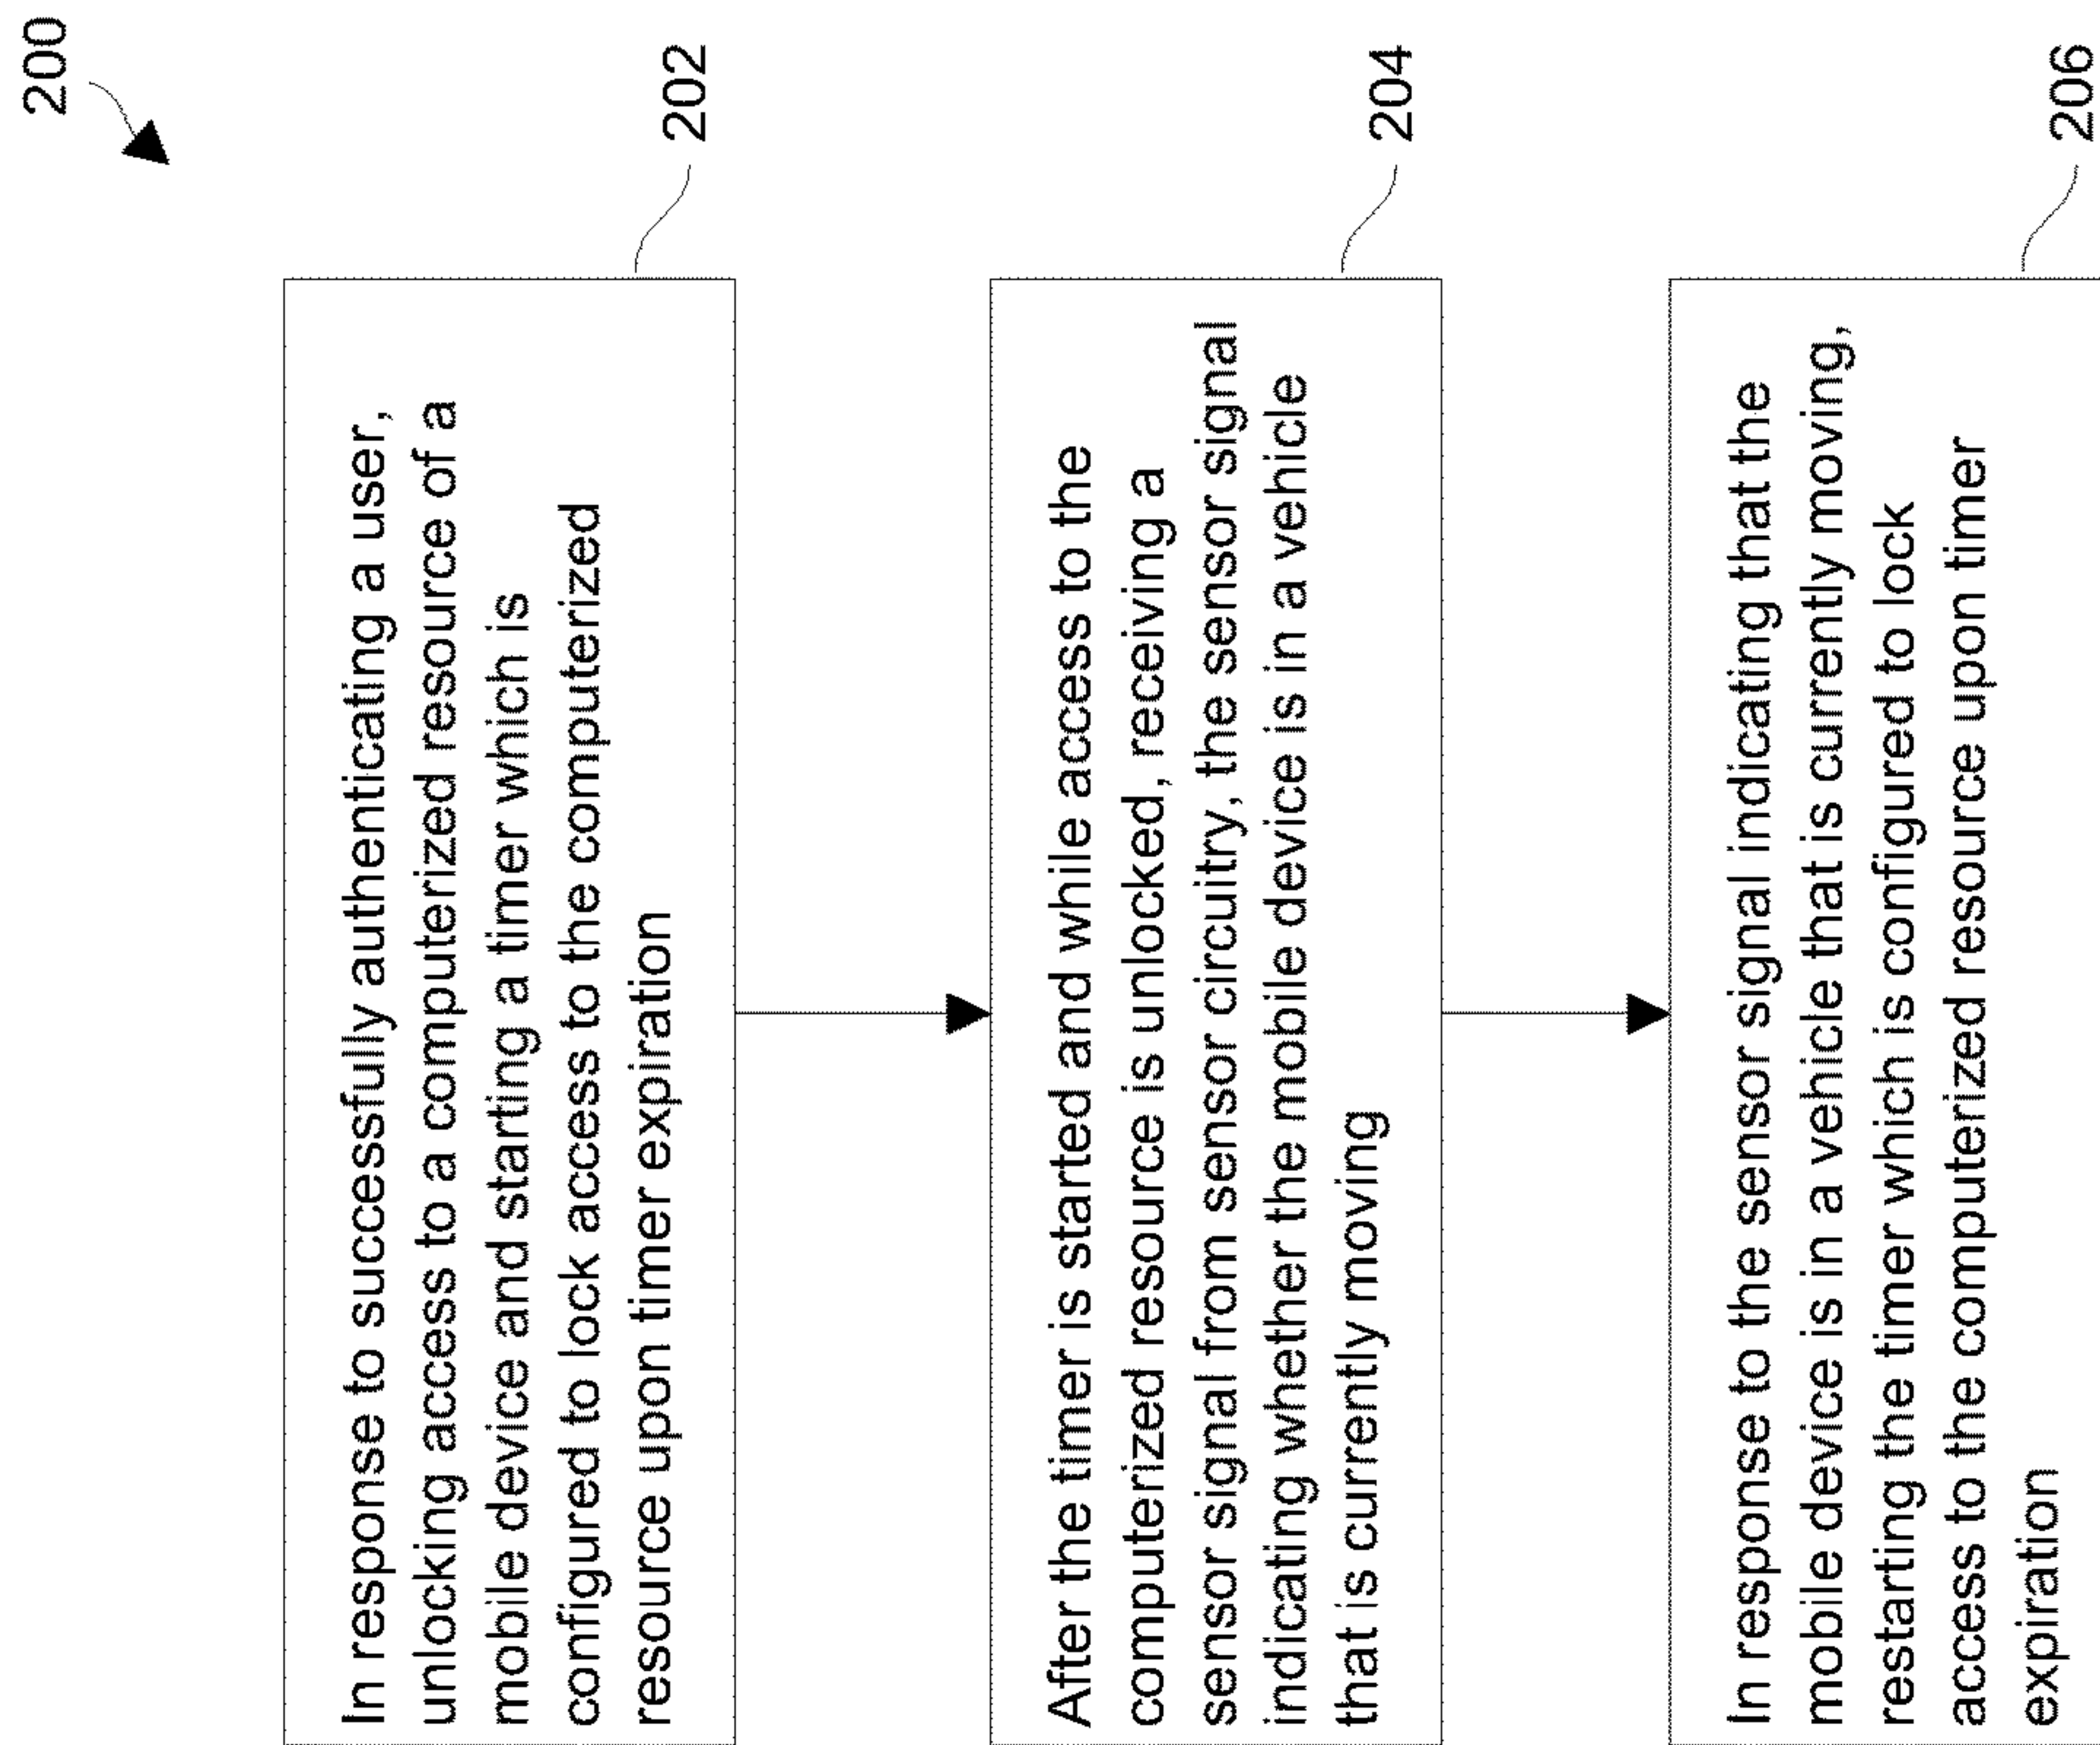 200
In response to successfully authenticating a user,
unlocking access to a computerized resource of a
mobile device and starting a timer which is
configured to lock access to the computerized
resource upon timer expiration
202
After the timer is started and while access to the
computerized resource is unlocked, receiving a
sensor signal from sensor circuitry, the sensor signal
indicating whether the mobile device is in a vehicle
that is currently moving
204
In response to the sensor signal indicating that the
mobile device is in a vehicle that is currently moving,
restarting the timer which is configured to lock
access to the computerized resource upon timer
expiration
206